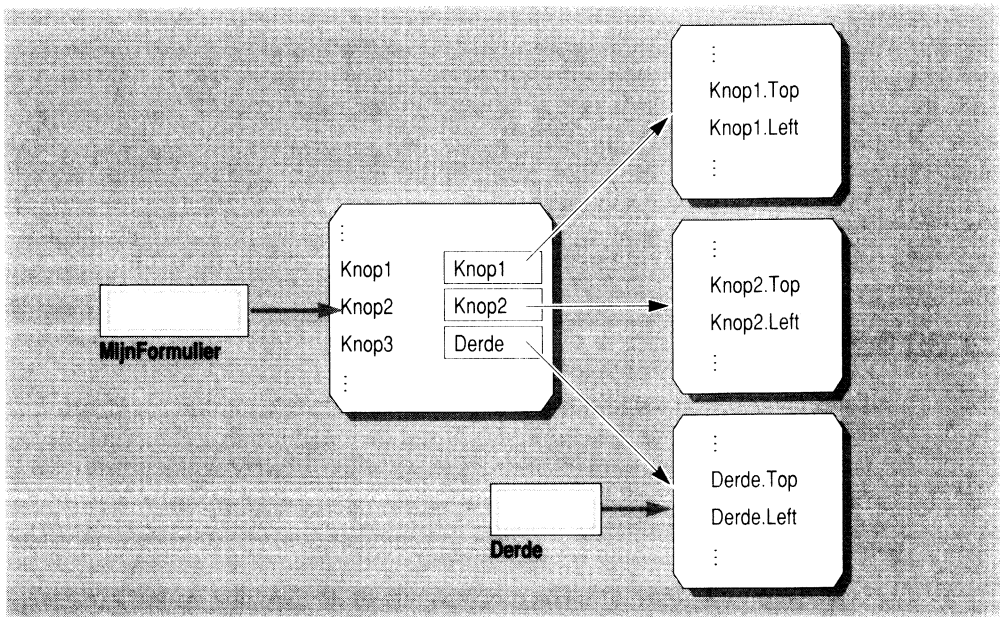 ⋮
Knop1.Top
Knop1.Left
⋮
⋮
Knop1 Knop1
Knop2 Knop2
Knop3 Derde
⋮
MijnFormulier
⋮
Knop2.Top
Knop2.Left
⋮
⋮
Derde.Top
Derde.Left
⋮
Derde